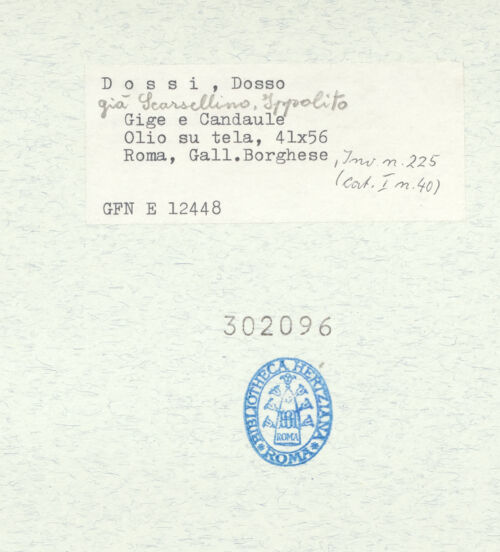 Dossi, Dosso
già Scarsellino, Ippolito
Gige e Candaule
Olio su tela, 41x56
Roma, Gall.Borghese, Inv n. 225
(Cat. I n. 40)
GFN E 12448
302096
BIBLIOTHECA HERTZIANA
ROMA
* ROMA *